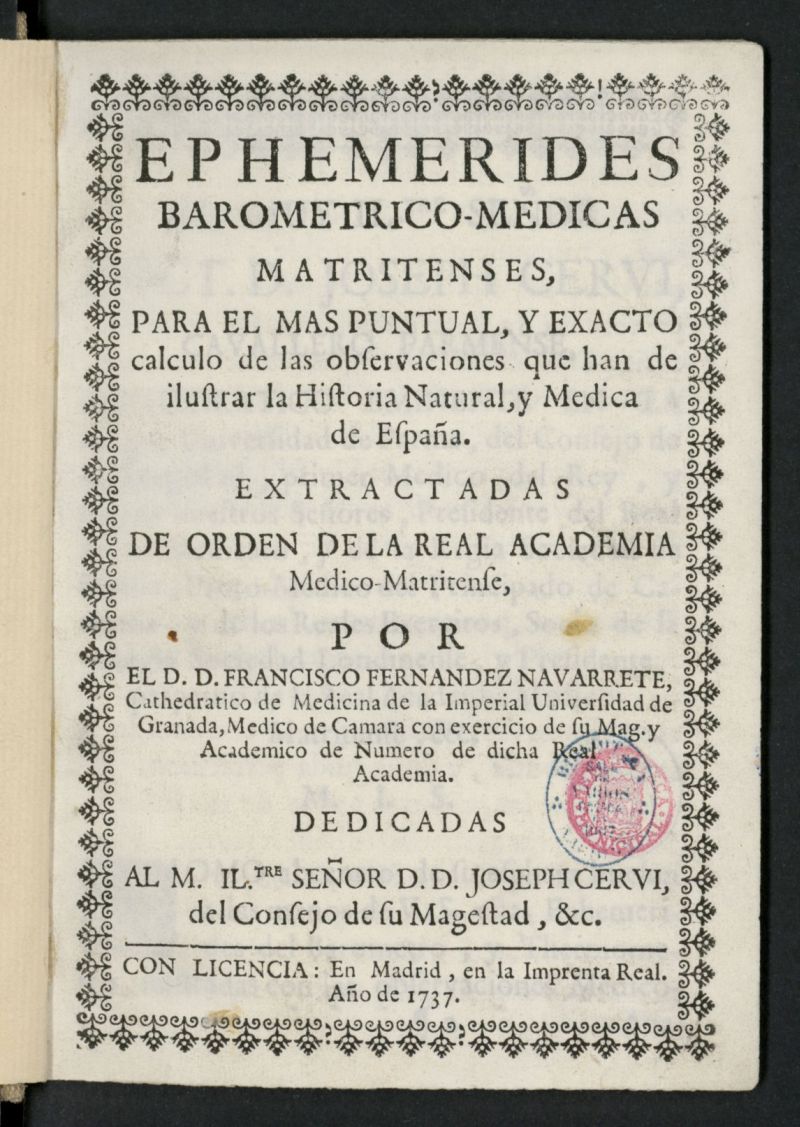 EPHEMERIDES
BAROMETRICO-MEDICAS
MATRITENSES,
PARA EL MAS PUNTUAL, Y EXACTO
calculo de las obſervaciones que han de
iluſtrar la Hiſtoria Natural, y Medica
de Eſpaña.
EXTRACTADAS
DE ORDEN DE LA REAL ACADEMIA
Medico-Matritenſe,
POR
EL D. D. FRANCISCO FERNANDEZ NAVARRETE,
Cathedratico de Medicina de la Imperial Univerſidad de
Granada, Medico de Camara con exercicio de ſu Mag. y
Academico de Numero de dicha Real
Academia.
DEDICADAS
AL M. IL.TRE SEÑOR D. D. JOSEPH CERVI,
del Conſejo de ſu Mageſtad, &c.
CON LICENCIA: En Madrid, en la Imprenta Real.
Año de 1737.